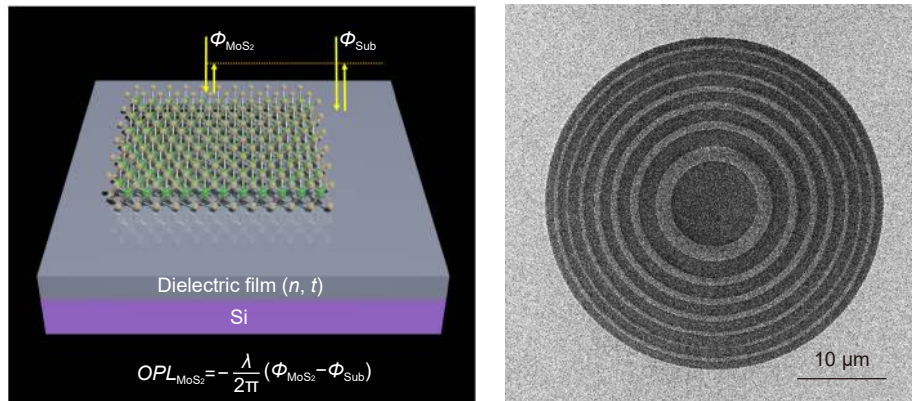 Φ_MoS₂ Φ_Sub
Dielectric film (n, t)
Si
OPL_MoS₂=−λ/2π (Φ_MoS₂−Φ_Sub)
10 μm